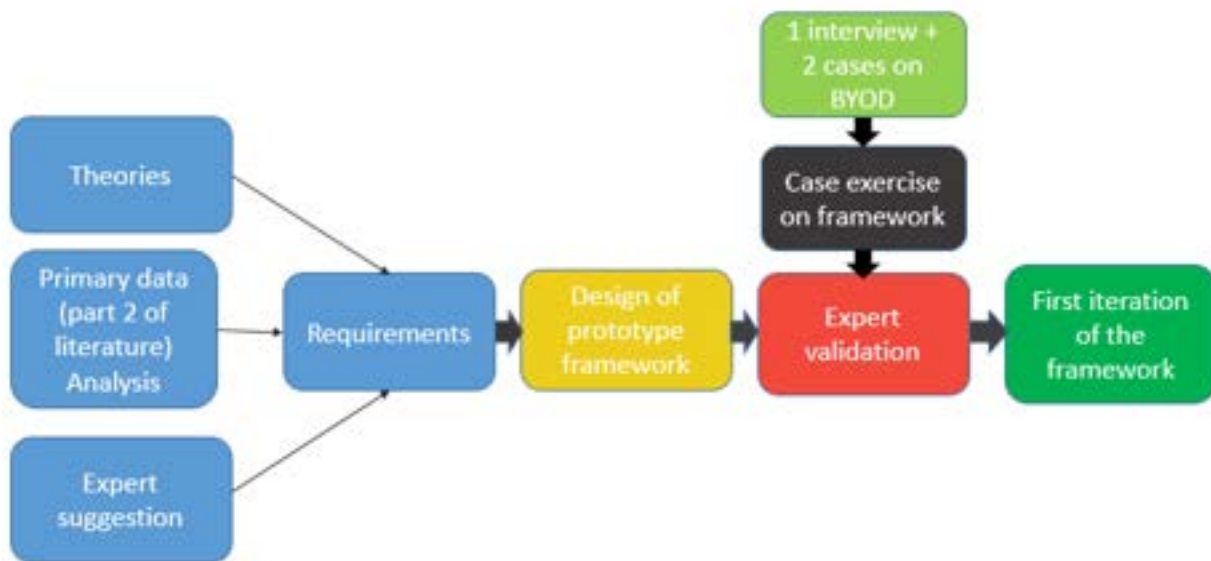 1 interview +
2 cases on
BYOD
Theories
Case exercise
on framework
Primary data
(part 2 of
literature)
Analysis
Requirements
Design of
prototype
framework
Expert
validation
First iteration
of the
framework
Expert
suggestion